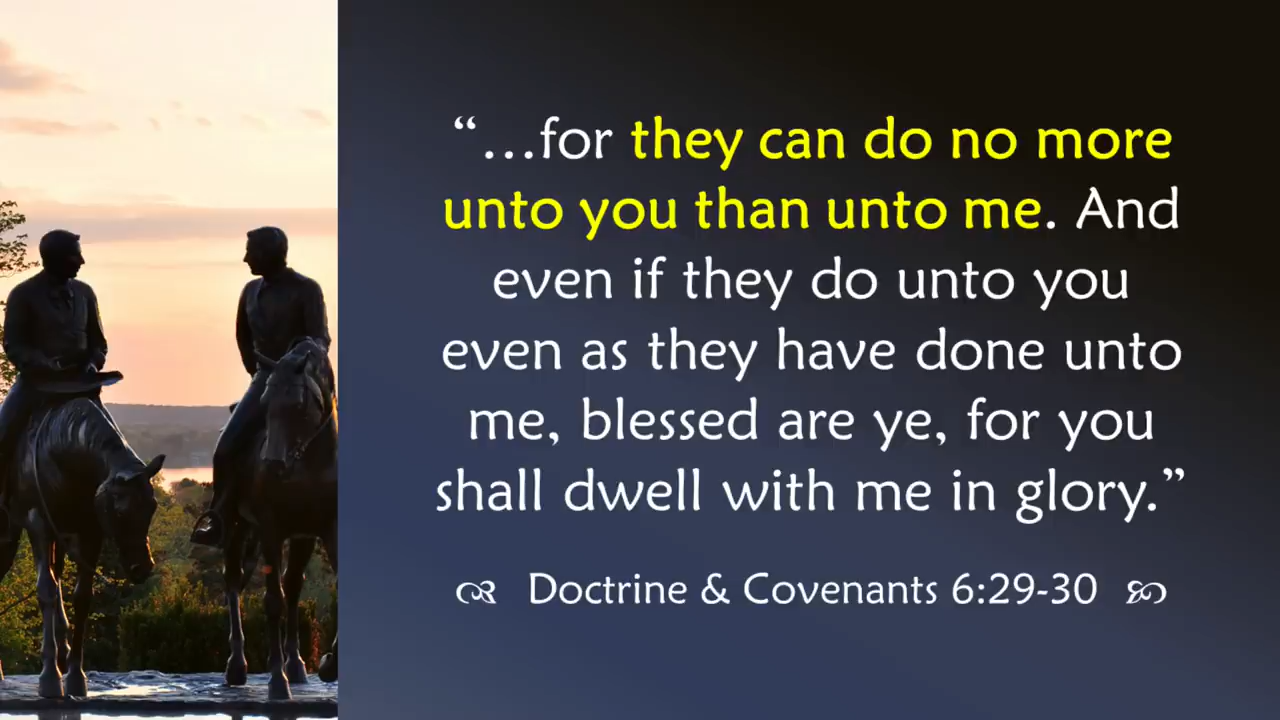 “…for they can do no more
unto you than unto me. And
even if they do unto you
even as they have done unto
me, blessed are ye, for you
shall dwell with me in glory.”
Doctrine & Covenants 6:29-30